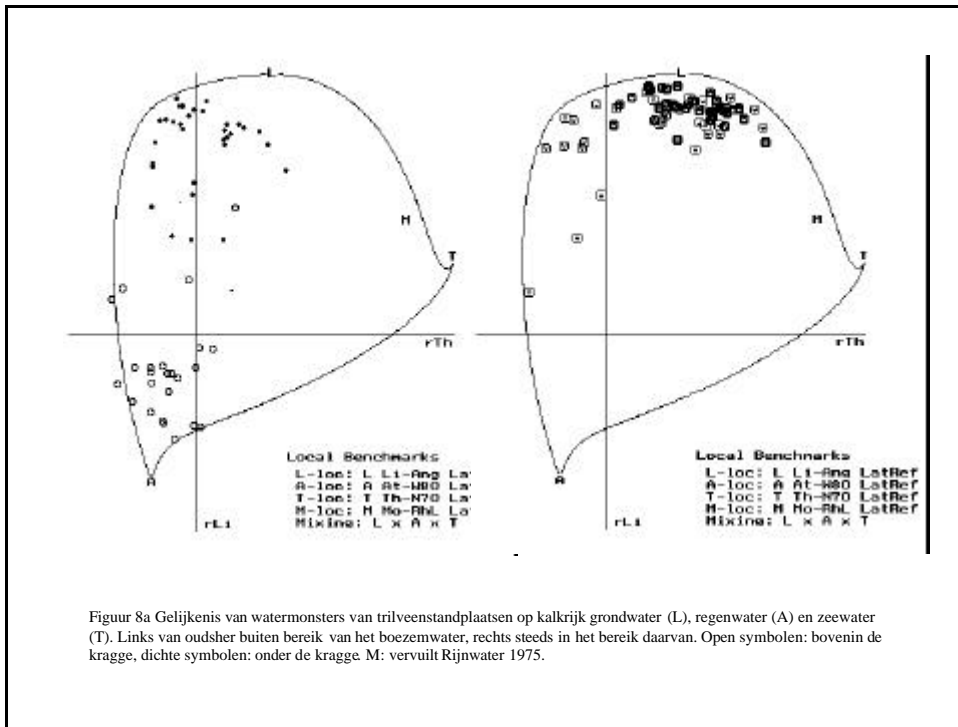 L
M
T
rTh
A
rLi
Local Benchmarks
L-loc: L Li-Ang La
A-loc: A At-W80 La
T-loc: T Th-N70 La
M-loc: M Mo-RhL La
Mixing: L x A x T
L
M
T
rTh
A
rLi
Local Benchmarks
L-loc: L Li-Ang LatRef
A-loc: A At-W80 LatRef
T-loc: T Th-N70 LatRef
M-loc: M Mo-RhL LatRef
Mixing: L x A x T
Figuur 8a Gelijkenis van watermonsters van trilveenstandplaatsen op kalkrijk grondwater (L), regenwater (A) en zeewater
(T). Links van oudsher buiten bereik van het boezemwater, rechts steeds in het bereik daarvan. Open symbolen: bovenin de
kragge, dichte symbolen: onder de kragge. M: vervuilt Rijnwater 1975.